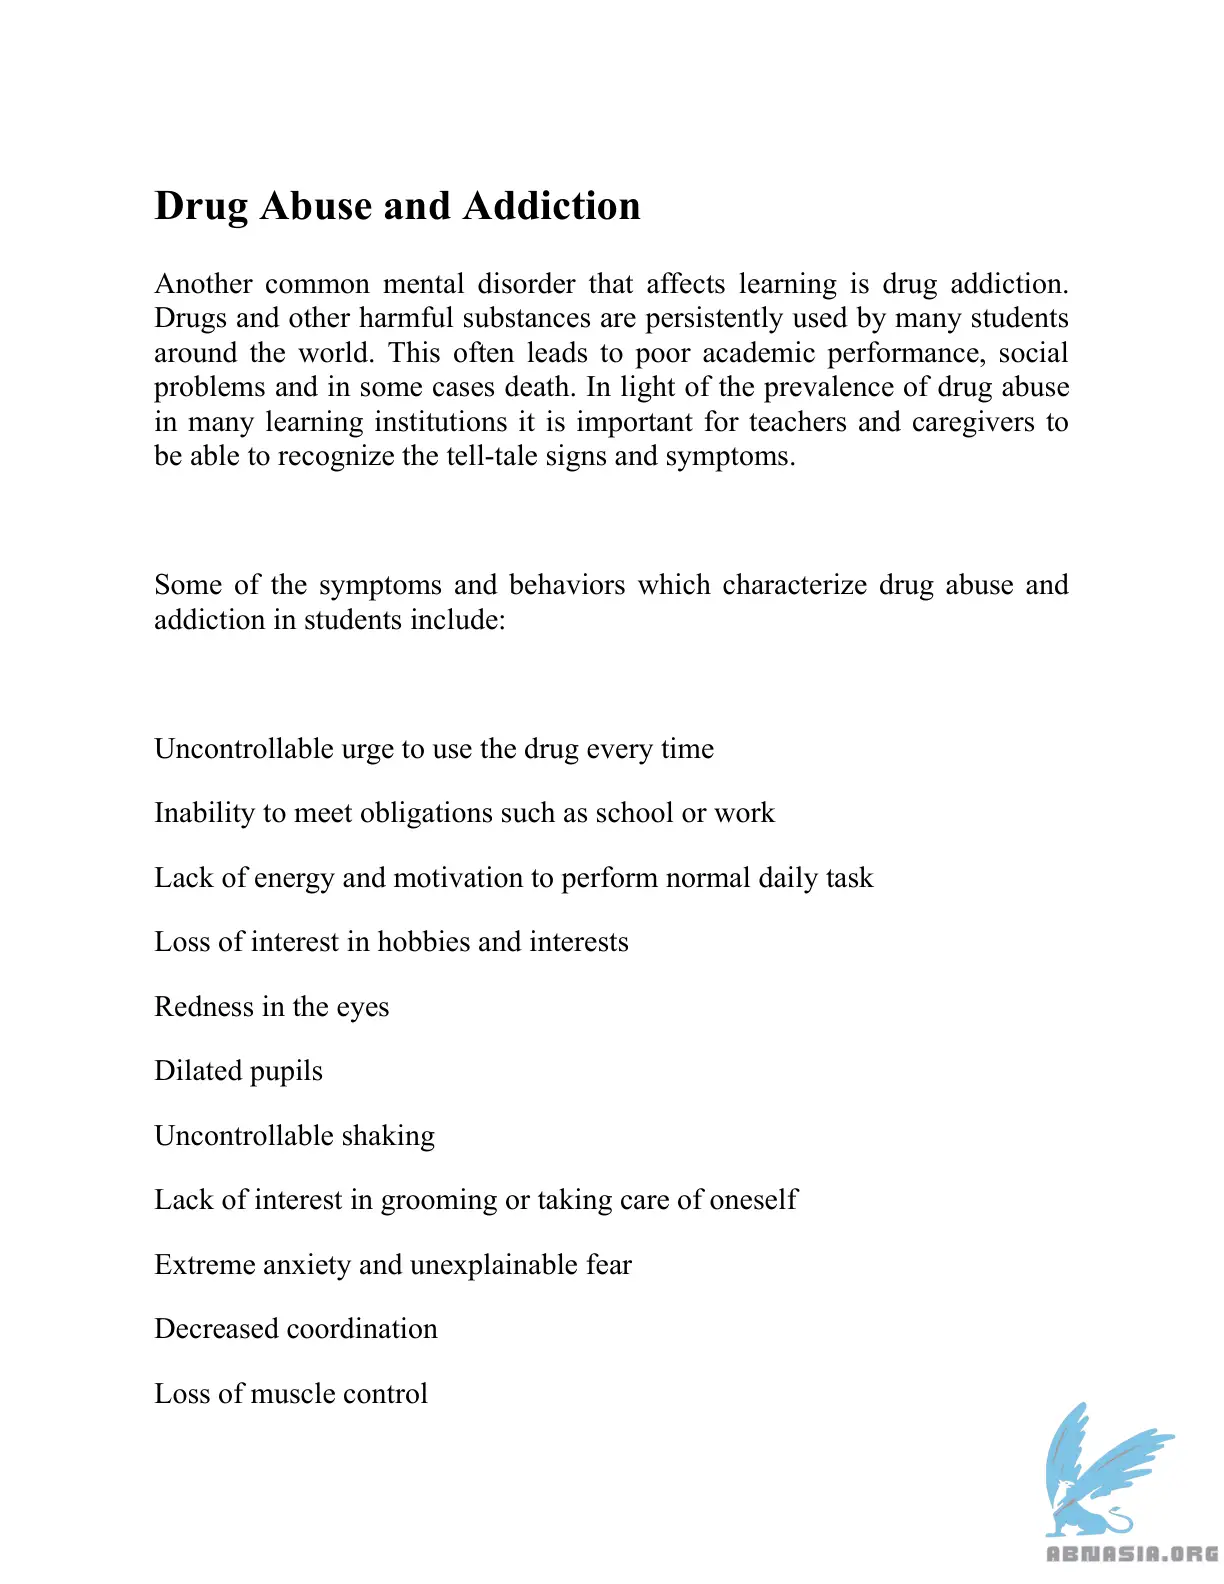 Drug Abuse and Addiction
Another common mental disorder that affects learning is drug addiction.
Drugs and other harmful substances are persistently used by many students
around the world. This often leads to poor academic performance, social
problems and in some cases death. In light of the prevalence of drug abuse
in many learning institutions it is important for teachers and caregivers to
be able to recognize the tell-tale signs and symptoms.
Some of the symptoms and behaviors which characterize drug abuse and
addiction in students include:
Uncontrollable urge to use the drug every time
Inability to meet obligations such as school or work
Lack of energy and motivation to perform normal daily task
Loss of interest in hobbies and interests
Redness in the eyes
Dilated pupils
Uncontrollable shaking
Lack of interest in grooming or taking care of oneself
Extreme anxiety and unexplainable fear
Decreased coordination
Loss of muscle control
ABNASIA.ORG